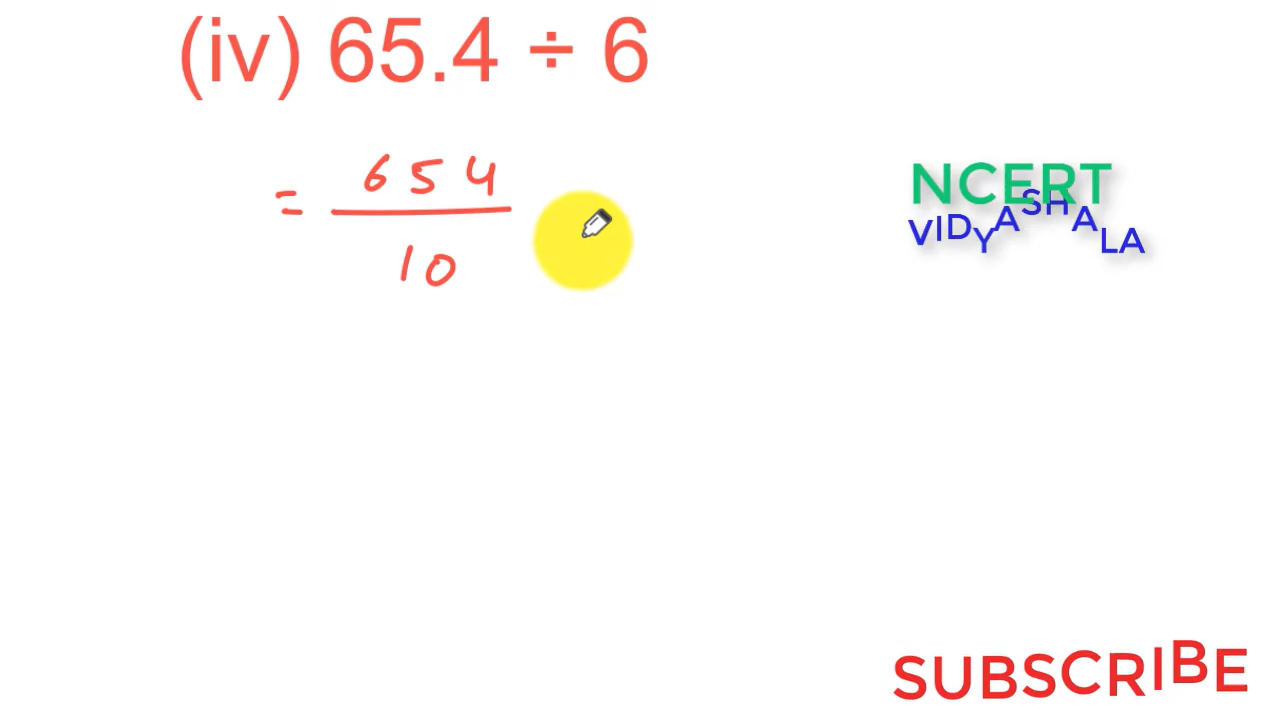 (iv) 65.4 ÷ 6
= 654
10
NCERT
VIDYASHALA
SUBSCRIBE